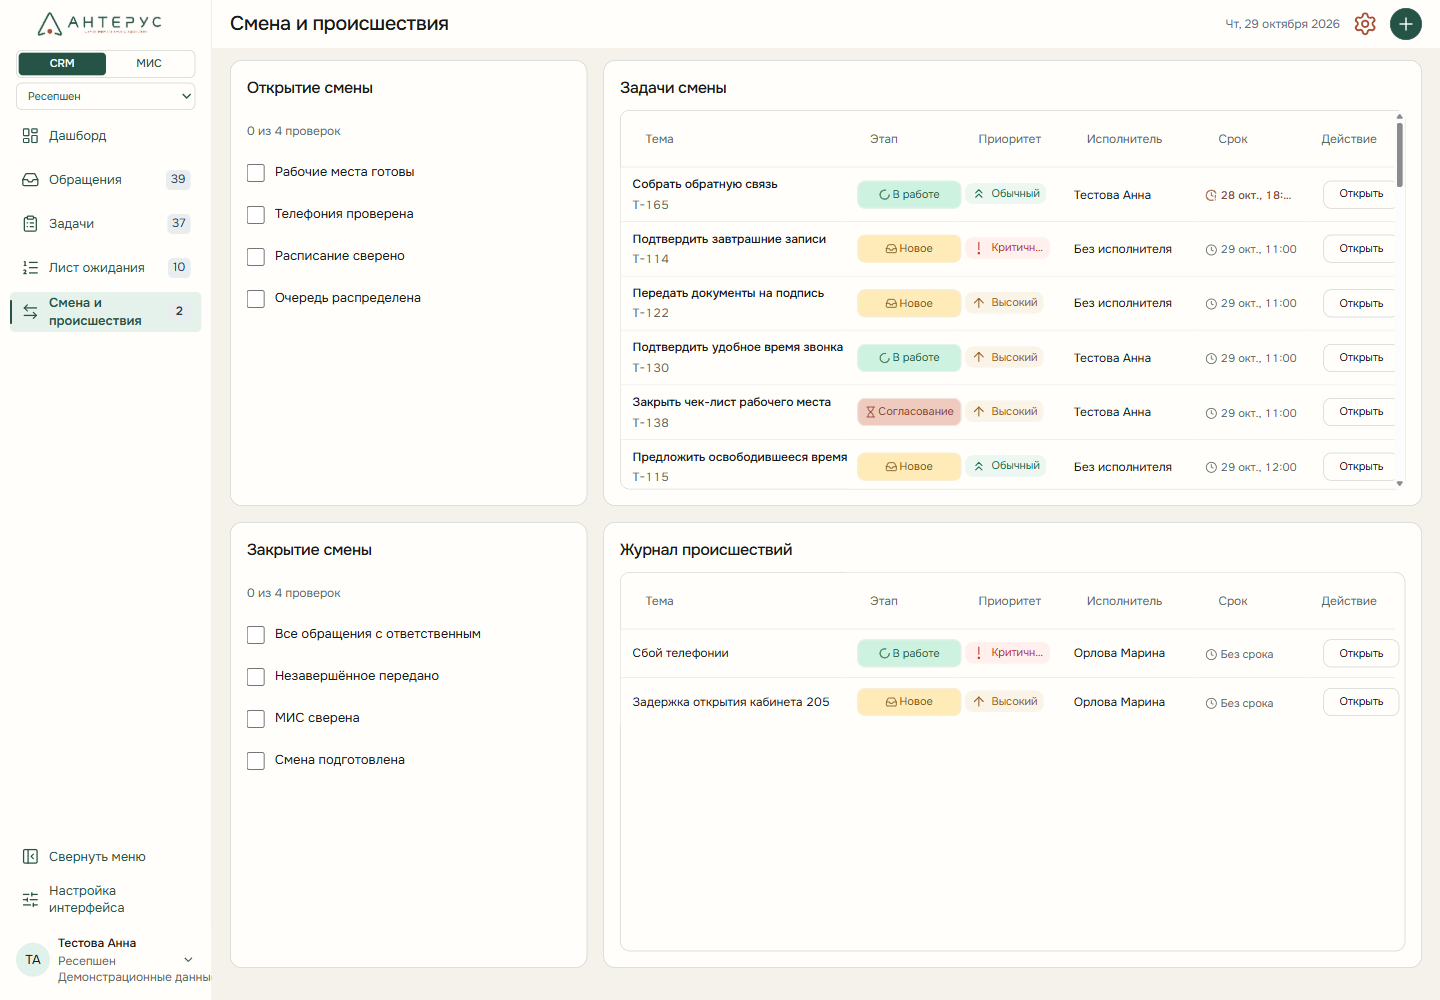 АНТЕРУС
CRM
МИС
Ресепшен
Дашборд
Обращения 39
Задачи 37
Лист ожидания 10
Смена и происшествия 2
Свернуть меню
Настройка интерфейса
ТА
Тестова Анна
Ресепшен
Демонстрационные данны
Смена и происшествия
Чт, 29 октября 2026
Открытие смены
0 из 4 проверок
Рабочие места готовы
Телефония проверена
Расписание сверено
Очередь распределена
Задачи смены
Тема Этап Приоритет Исполнитель Срок Действие
Собрать обратную связь
T-165
В работе Обычный Тестова Анна 28 окт., 18:... Открыть
Подтвердить завтрашние записи
T-114
Новое Критичн... Без исполнителя 29 окт., 11:00 Открыть
Передать документы на подпись
T-122
Новое Высокий Без исполнителя 29 окт., 11:00 Открыть
Подтвердить удобное время звонка
T-130
В работе Высокий Тестова Анна 29 окт., 11:00 Открыть
Закрыть чек-лист рабочего места
T-138
Согласование Высокий Тестова Анна 29 окт., 11:00 Открыть
Предложить освободившееся время
T-115
Новое Обычный Без исполнителя 29 окт., 12:00 Открыть
Закрытие смены
0 из 4 проверок
Все обращения с ответственным
Незавершённое передано
МИС сверена
Смена подготовлена
Журнал происшествий
Тема Этап Приоритет Исполнитель Срок Действие
Сбой телефонии В работе Критичн... Орлова Марина Без срока Открыть
Задержка открытия кабинета 205 Новое Высокий Орлова Марина Без срока Открыть